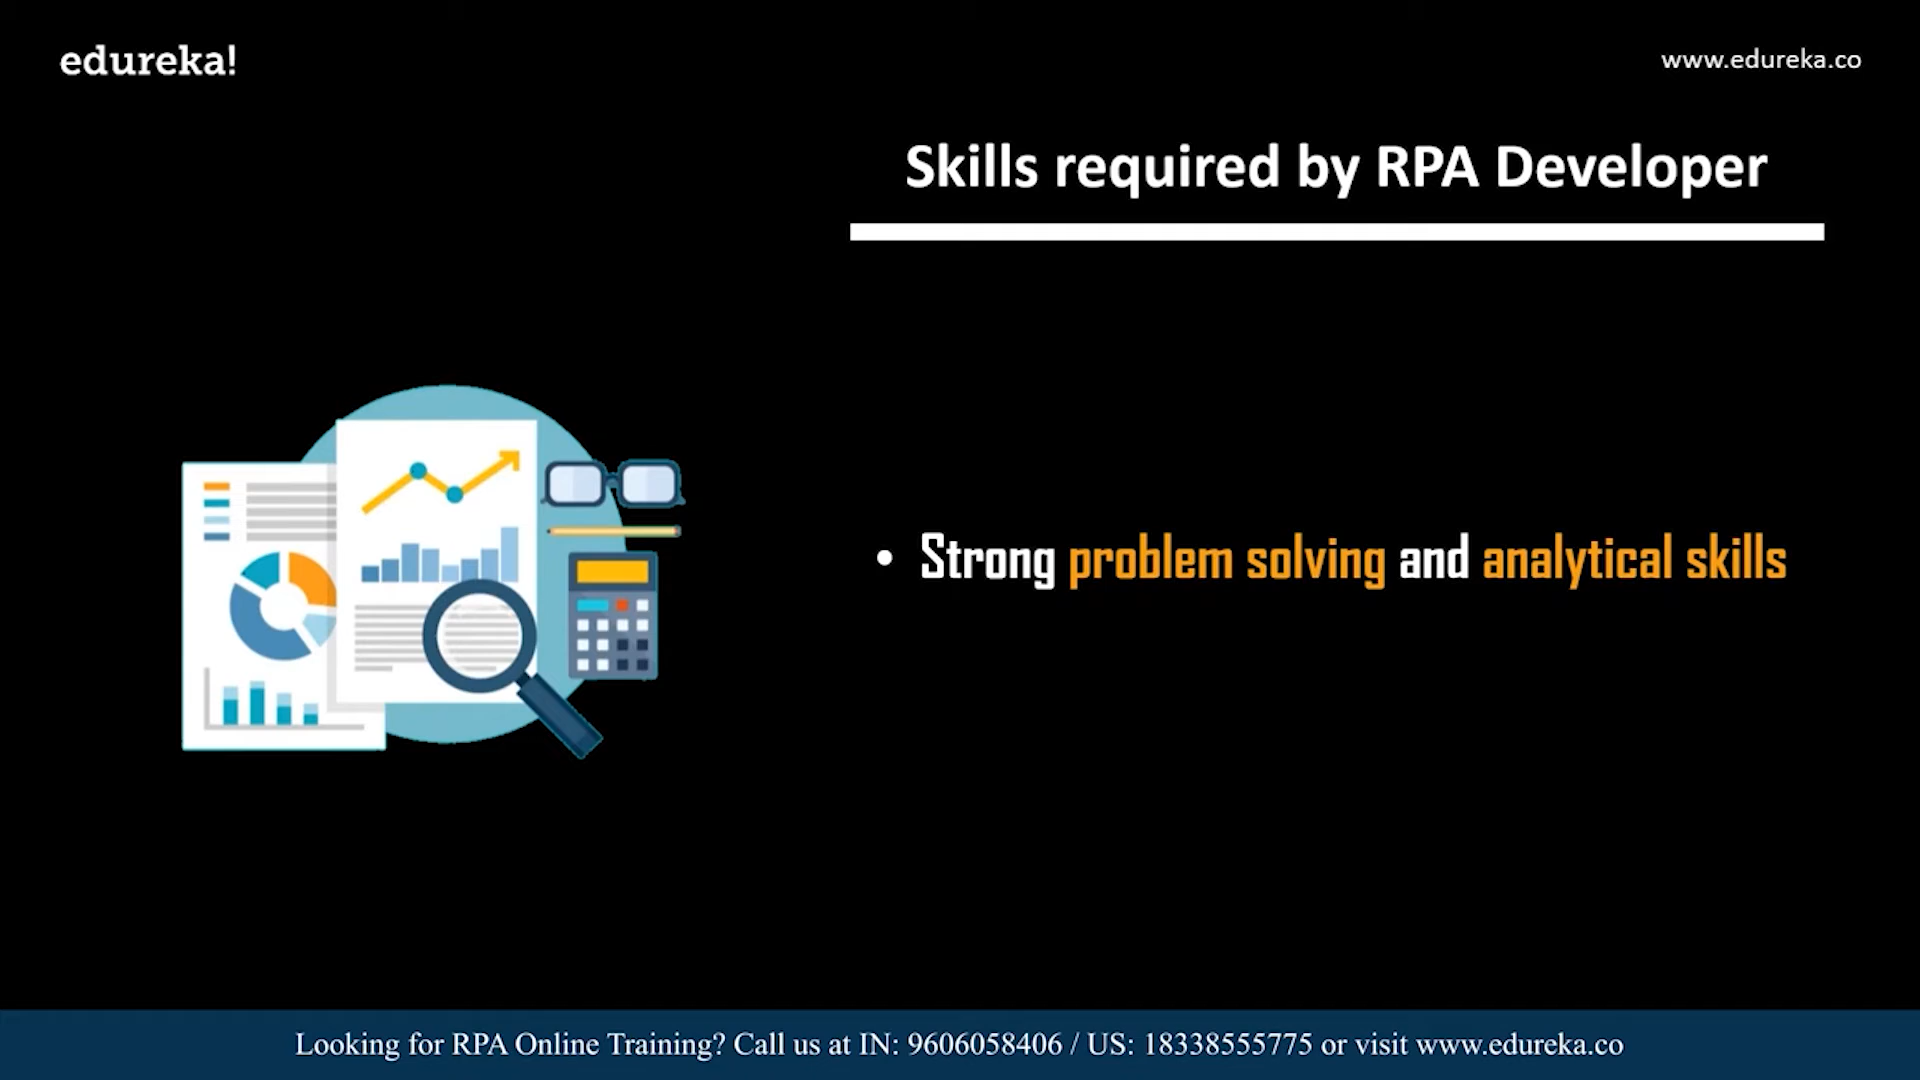 edureka!
www.edureka.co
Skills required by RPA Developer
• Strong problem solving and analytical skills
Looking for RPA Online Training? Call us at IN: 9606058406 / US: 18338555775 or visit www.edureka.co